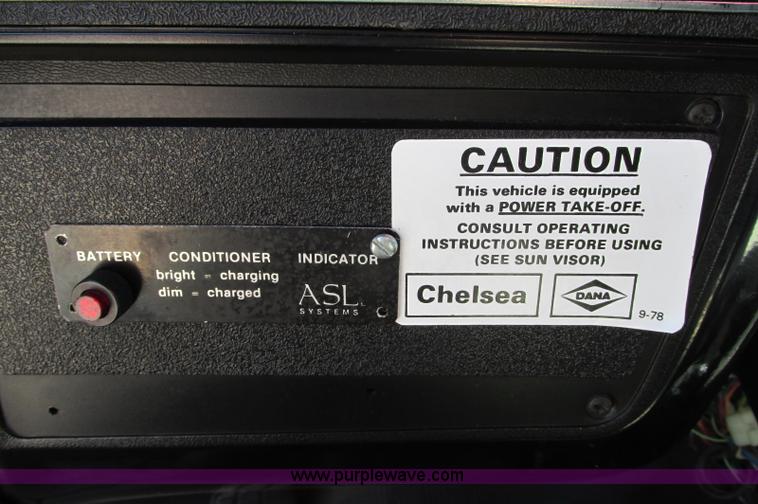 CAUTION
This vehicle is equipped
with a POWER TAKE-OFF.
CONSULT OPERATING
INSTRUCTIONS BEFORE USING
(SEE SUN VISOR)
Chelsea
DANA
9-78
BATTERY CONDITIONER INDICATOR
bright = charging
dim = charged
ASL
SYSTEMS
www.purplewave.com